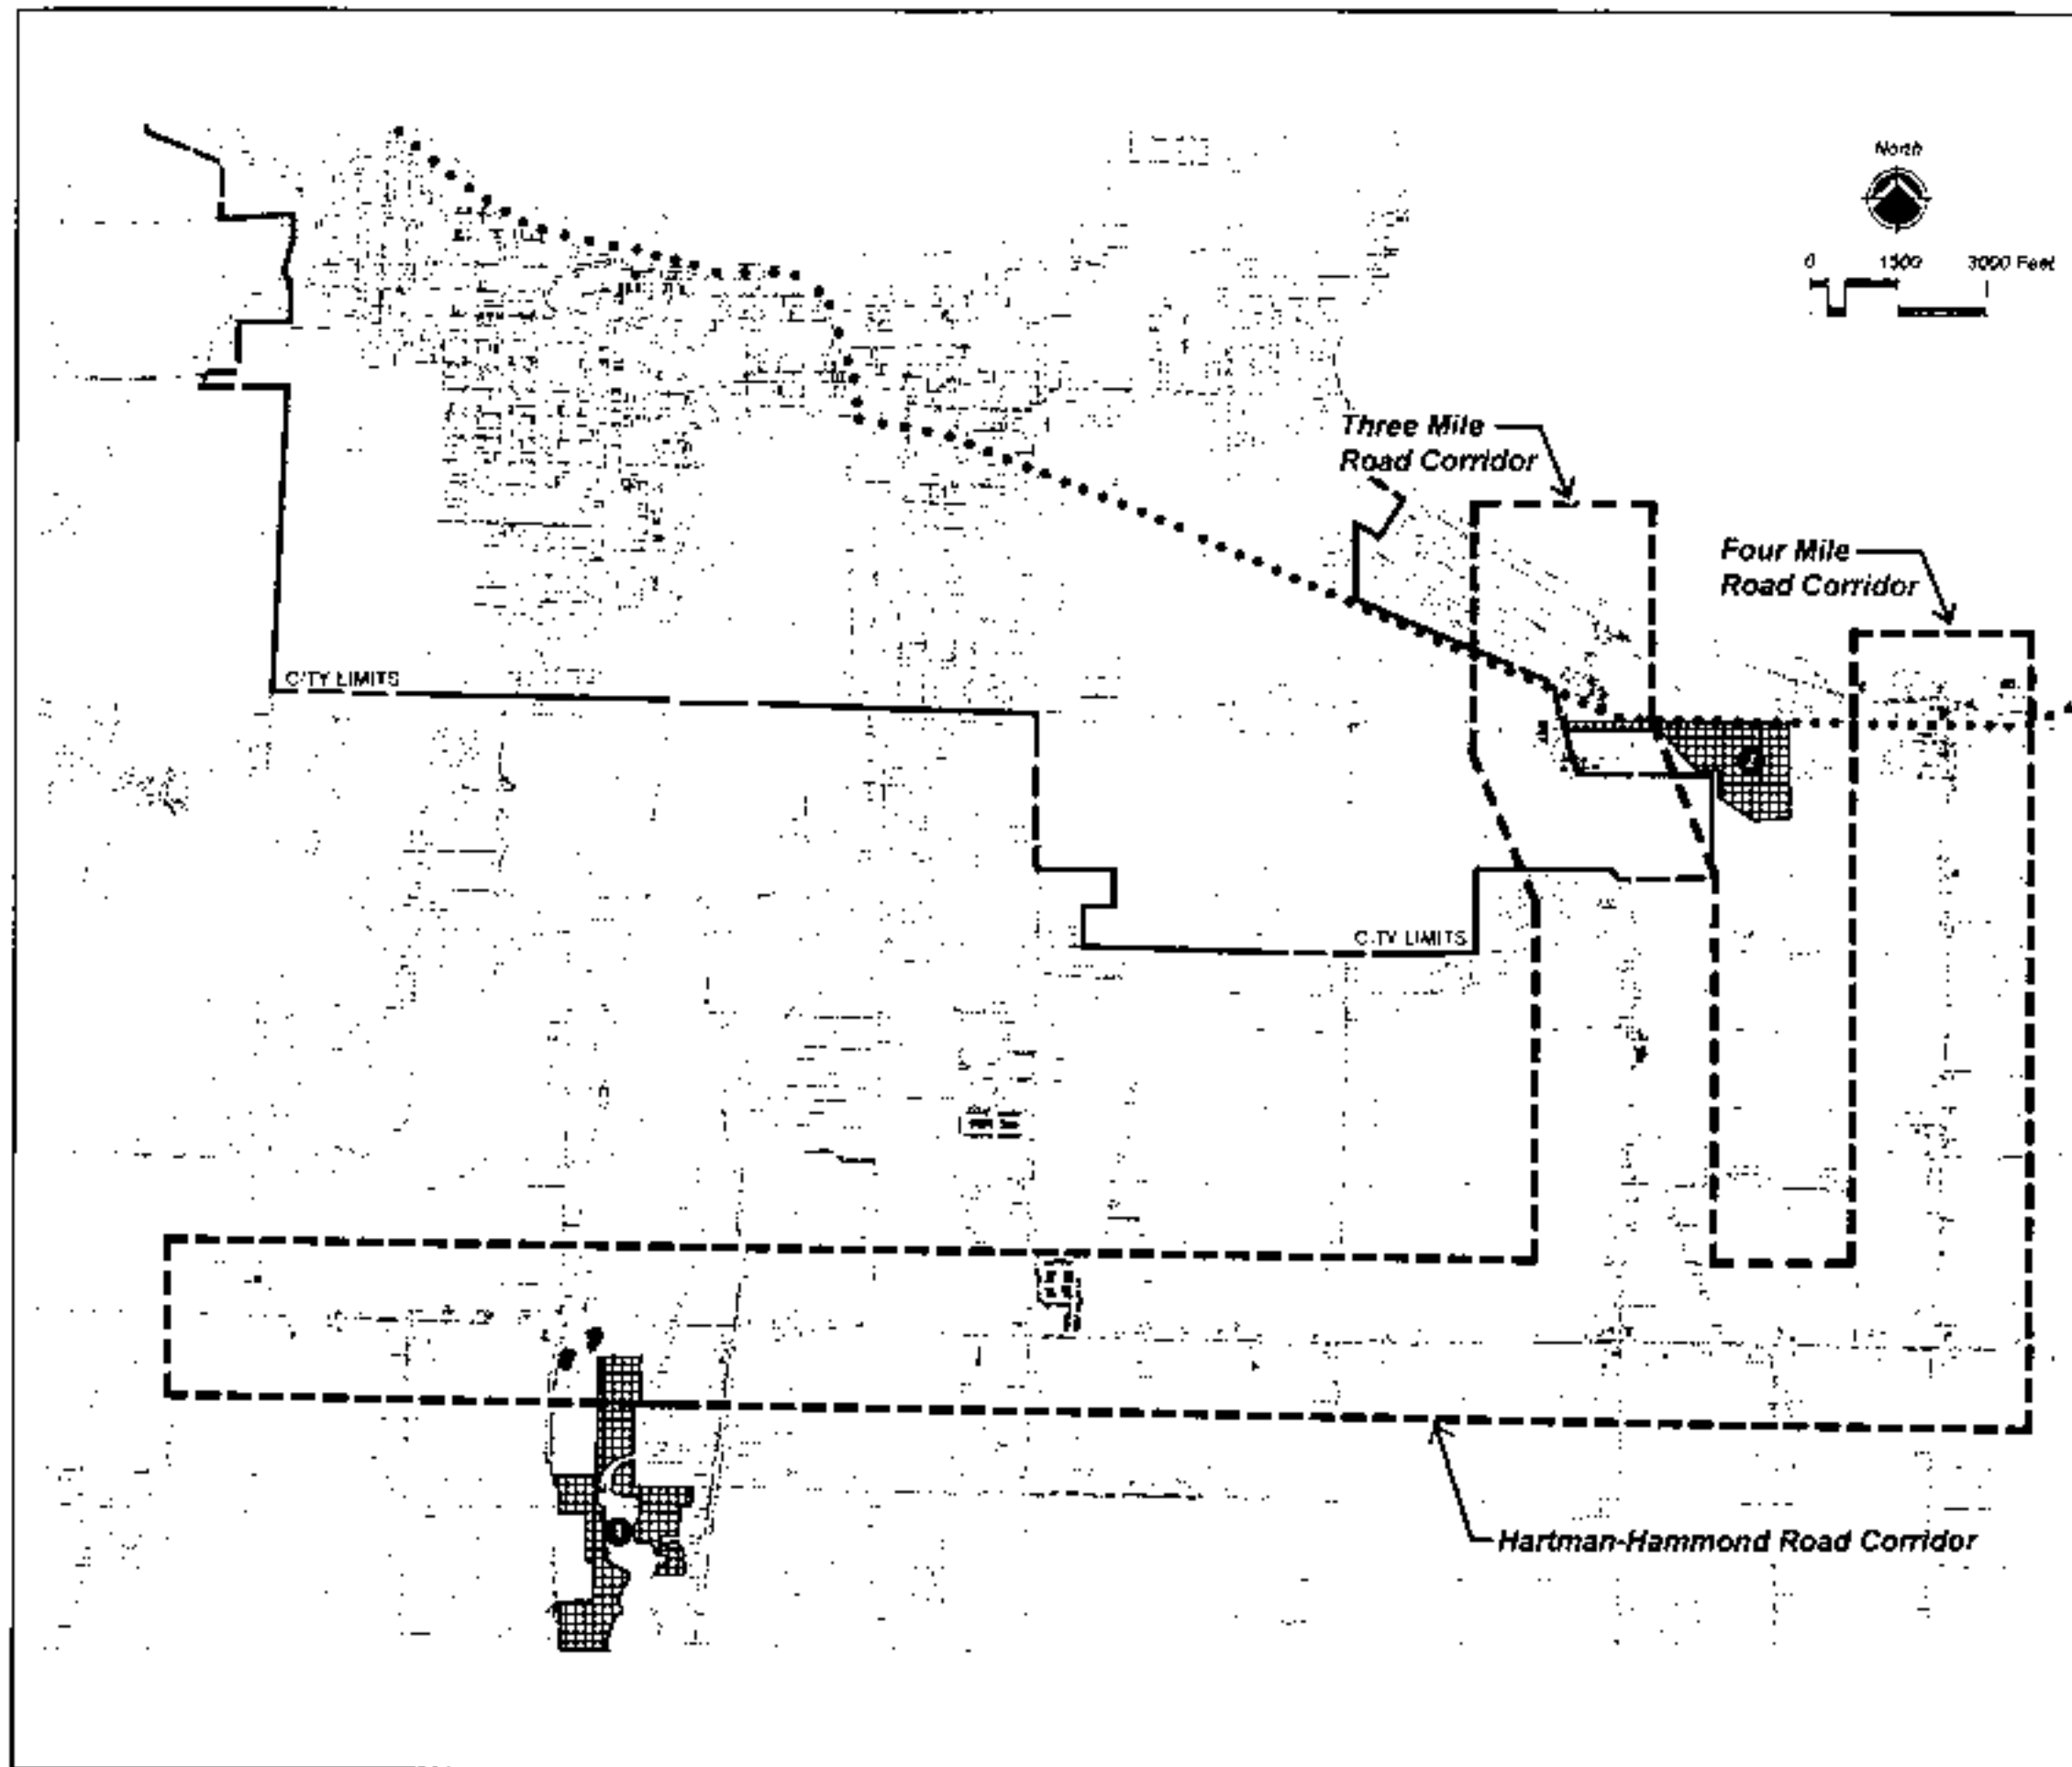 North
0 1500 3000 Feet
Three Mile
Road Corridor
Four Mile
Road Corridor
CITY LIMITS
CITY LIMITS
Hartman-Hammond Road Corridor